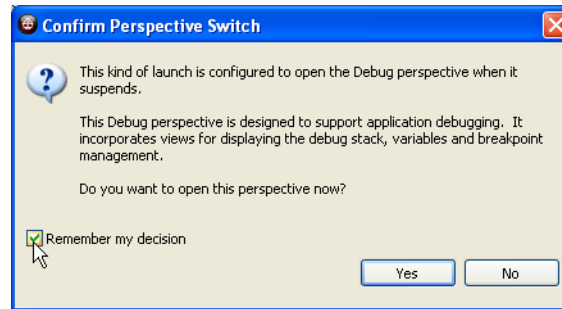 Confirm Perspective Switch
This kind of launch is configured to open the Debug perspective when it
suspends.
This Debug perspective is designed to support application debugging. It
incorporates views for displaying the debug stack, variables and breakpoint
management.
Do you want to open this perspective now?
Remember my decision
Yes No